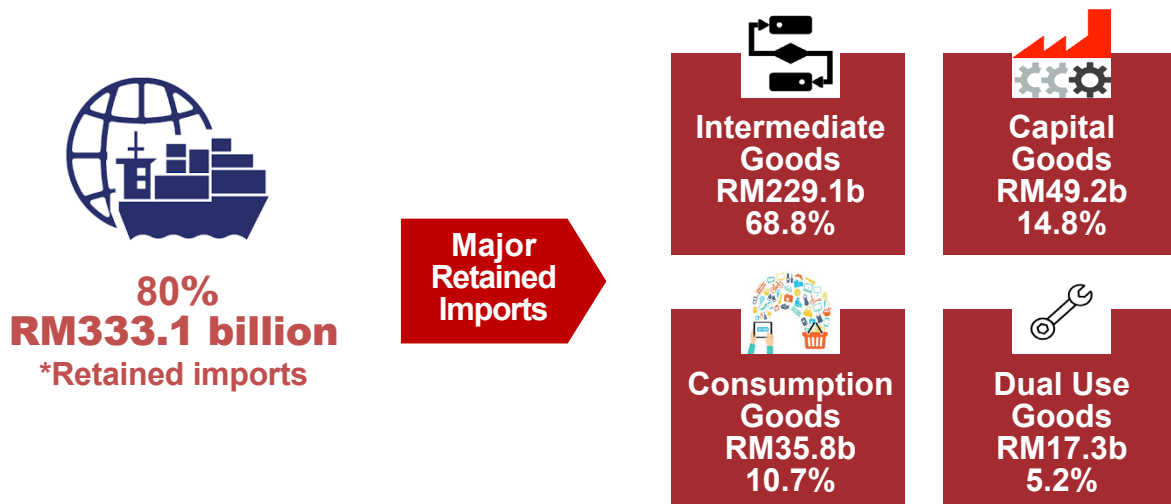 80%
RM333.1 billion
*Retained imports
Major
Retained
Imports
Intermediate
Goods
RM229.1b
68.8%
Capital
Goods
RM49.2b
14.8%
Consumption
Goods
RM35.8b
10.7%
Dual Use
Goods
RM17.3b
5.2%